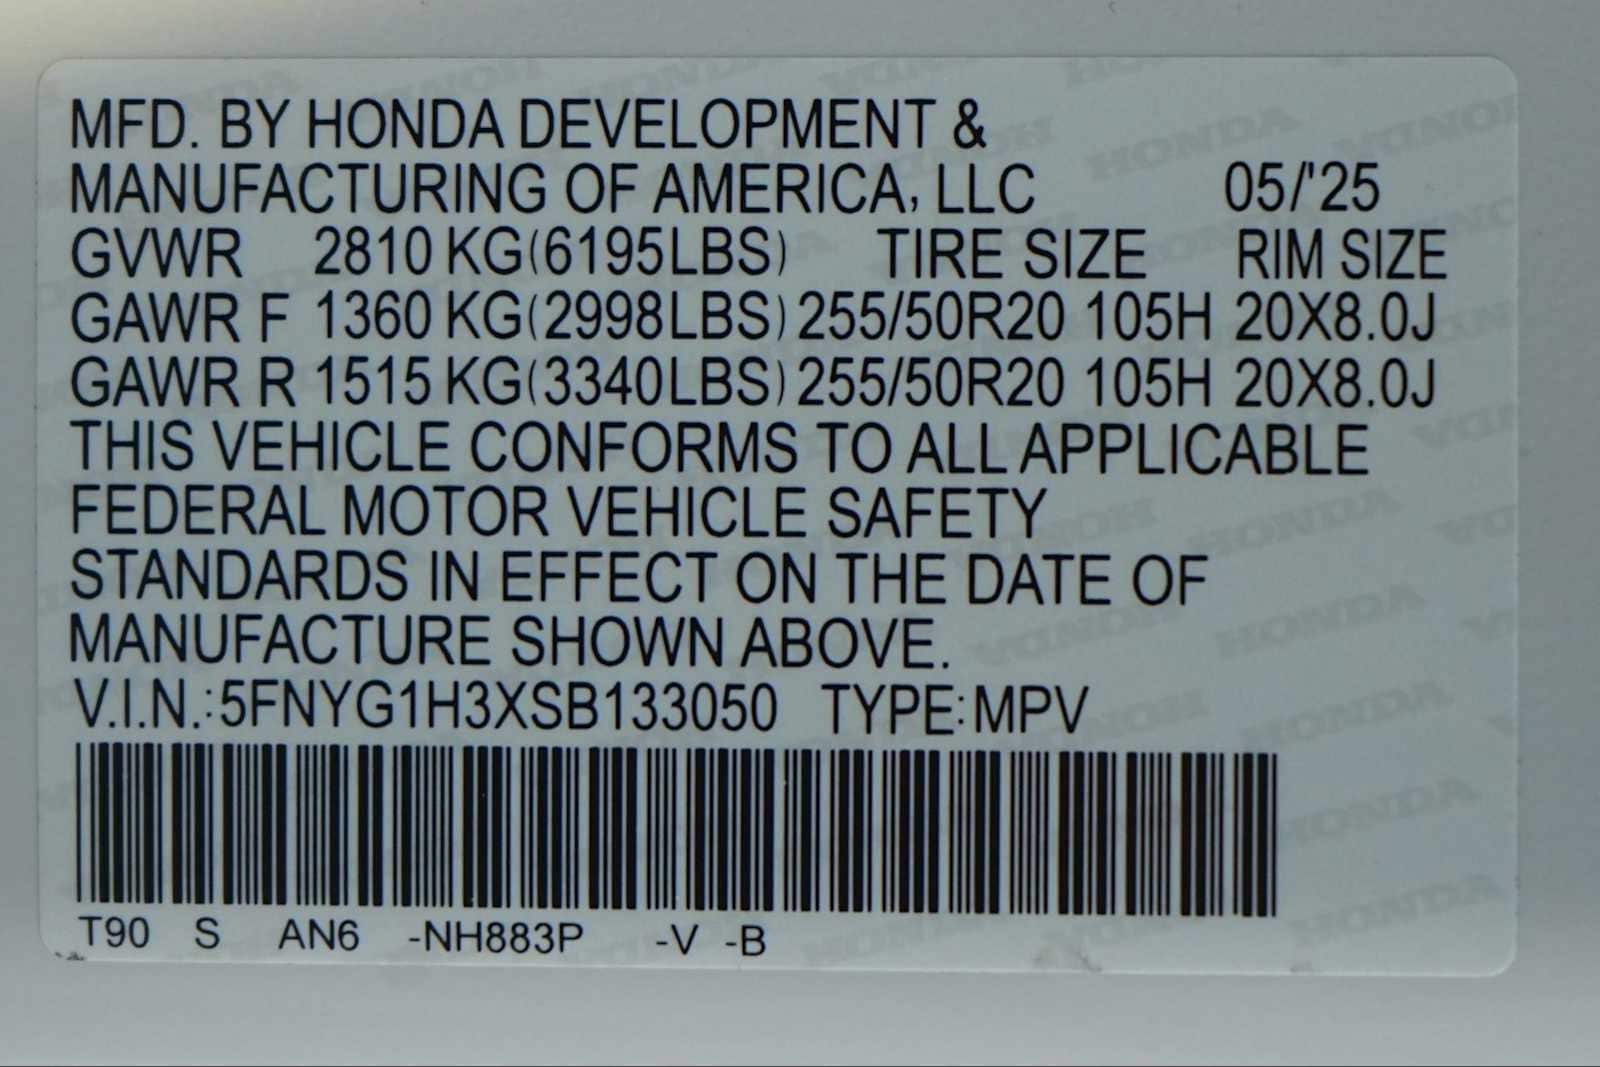 MFD. BY HONDA DEVELOPMENT &
MANUFACTURING OF AMERICA, LLC 05/'25
GVWR 2810 KG(6195LBS) TIRE SIZE RIM SIZE
GAWR F 1360 KG(2998LBS) 255/50R20 105H 20X8.0J
GAWR R 1515 KG(3340LBS) 255/50R20 105H 20X8.0J
THIS VEHICLE CONFORMS TO ALL APPLICABLE
FEDERAL MOTOR VEHICLE SAFETY
STANDARDS IN EFFECT ON THE DATE OF
MANUFACTURE SHOWN ABOVE.
V.I.N.:5FNYG1H3XSB133050 TYPE:MPV
T90 S AN6 -NH883P -V -B